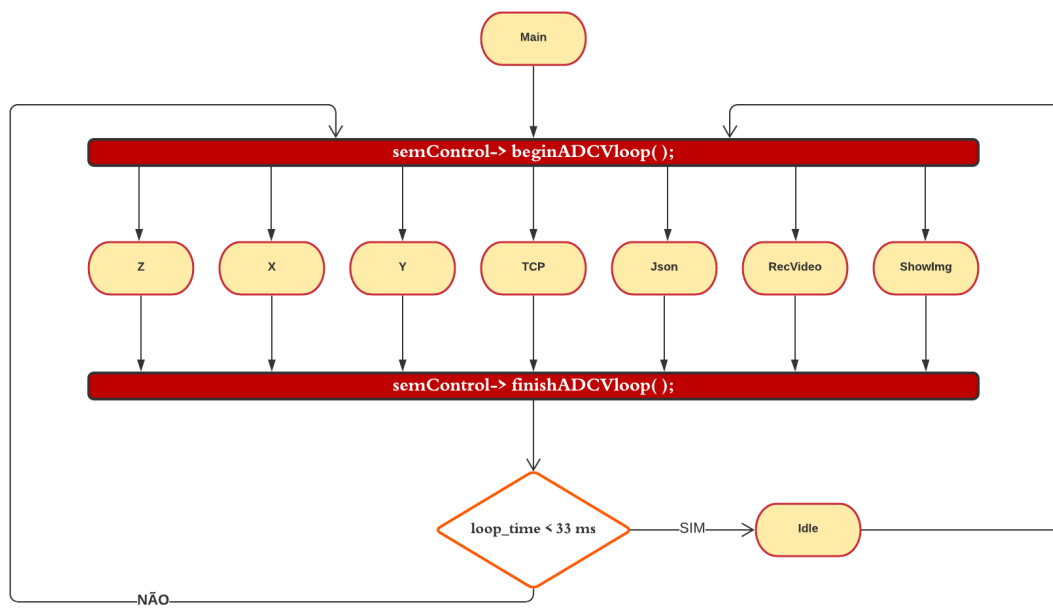 Main
semControl-> beginADCVloop( );
Z
X
Y
TCP
Json
RecVideo
ShowImg
semControl-> finishADCVloop( );
loop_time < 33 ms
SIM
Idle
NÃO